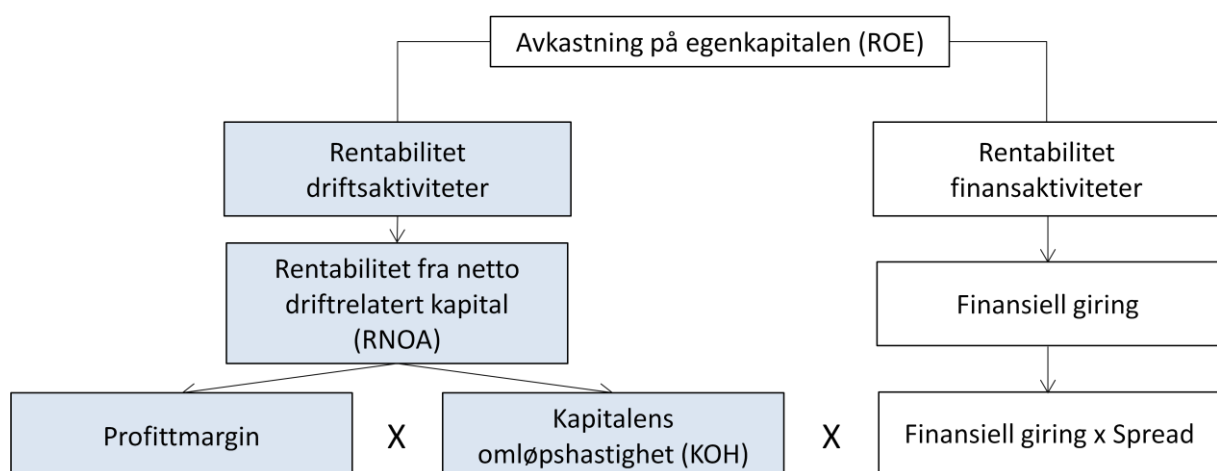 Avkastning på egenkapitalen (ROE)
Rentabilitet
driftsaktiviteter
Rentabilitet
finansaktiviteter
Rentabilitet fra netto
driftrelatert kapital
(RNOA)
Finansiell giring
Profittmargin
X
Kapitalens
omløpshastighet (KOH)
X
Finansiell giring x Spread